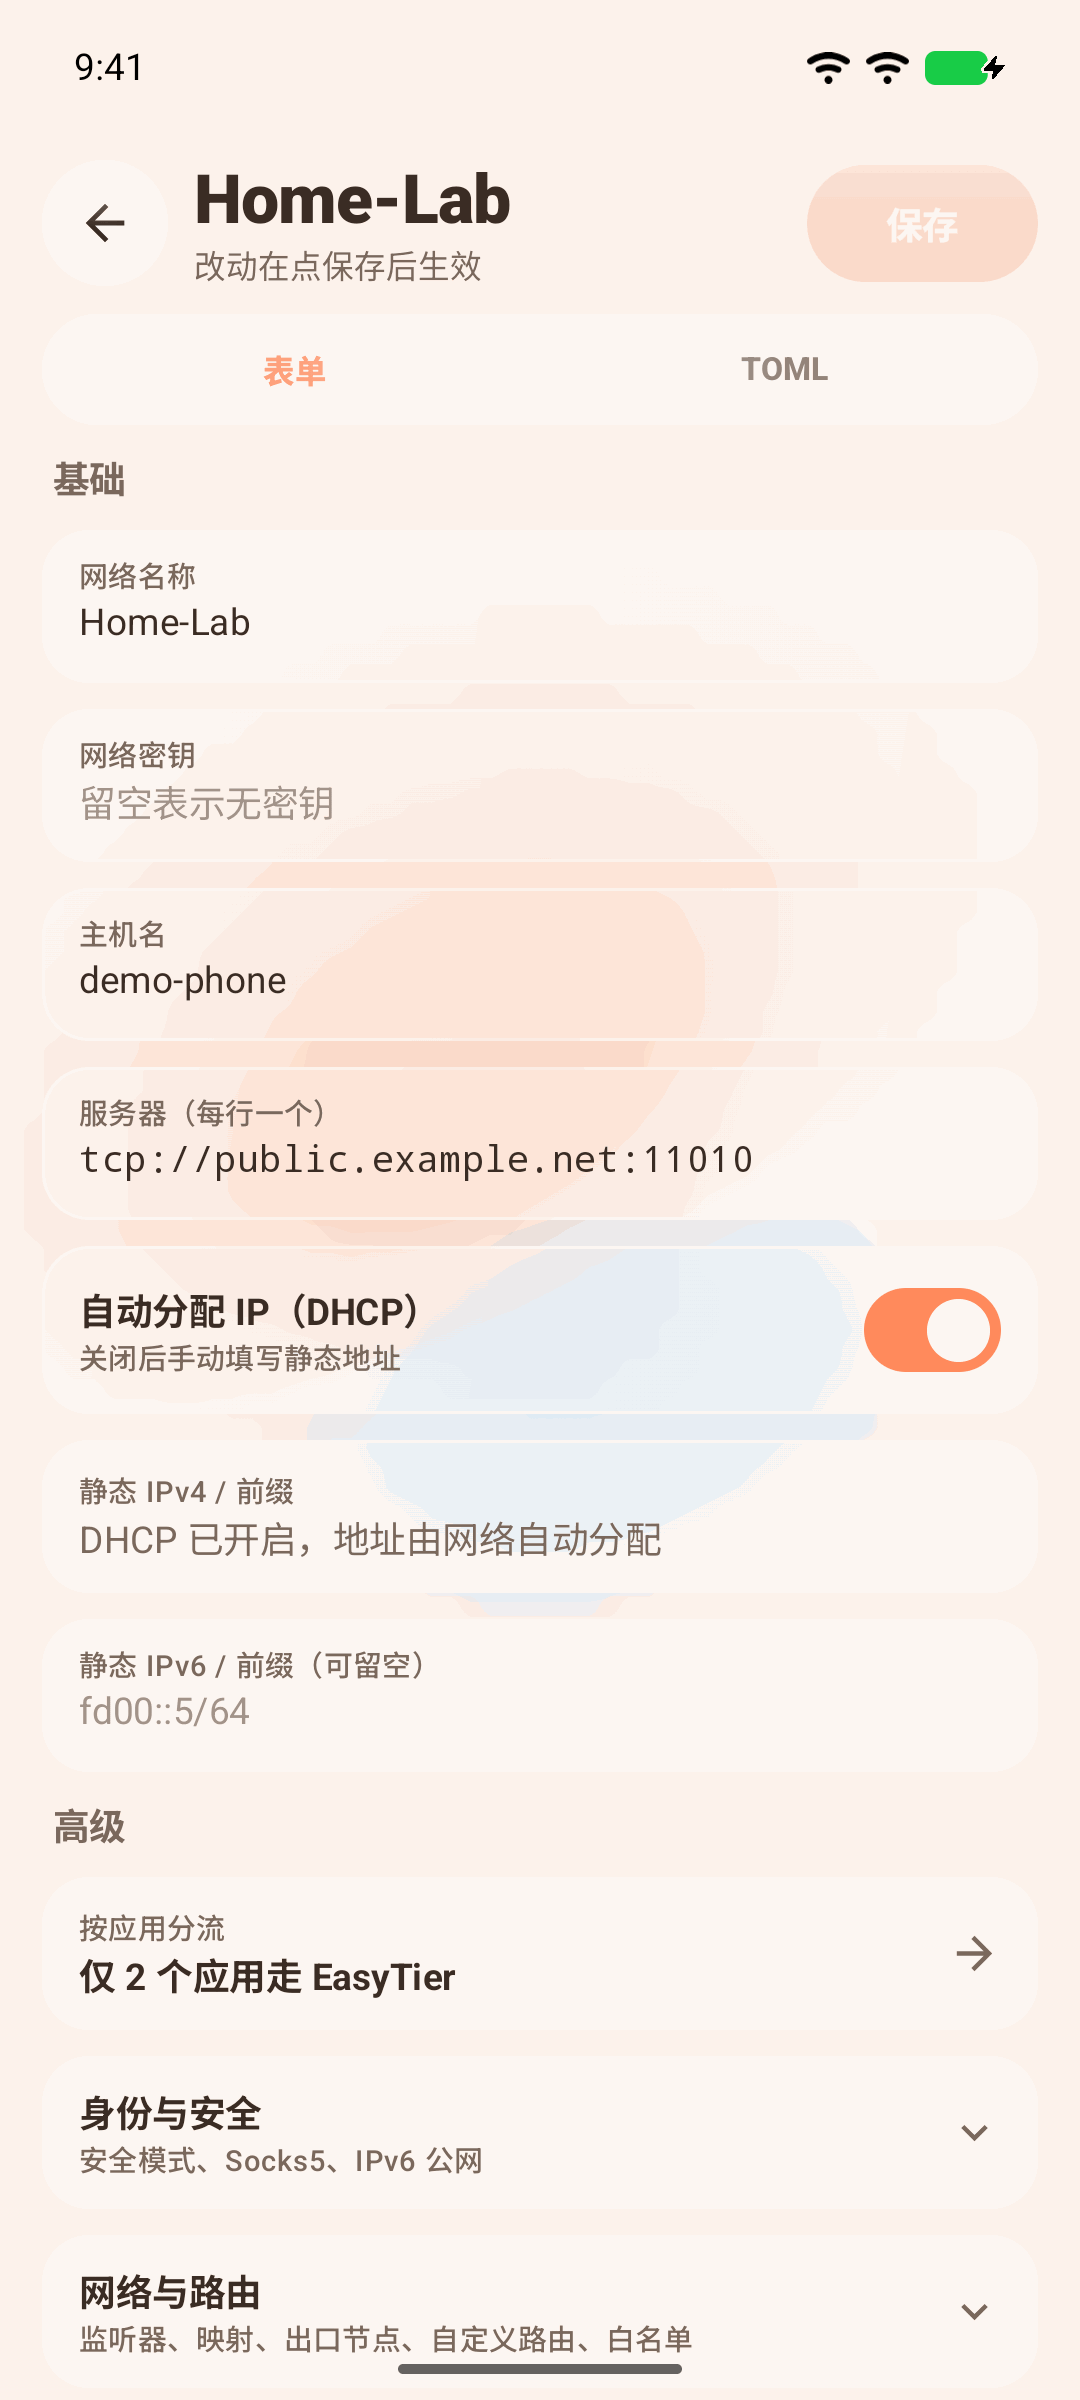 9:41
Home-Lab
改动在点保存后生效
保存
表单
TOML
基础
网络名称
Home-Lab
网络密钥
留空表示无密钥
主机名
demo-phone
服务器（每行一个）
tcp://public.example.net:11010
自动分配 IP（DHCP）
关闭后手动填写静态地址
静态 IPv4 / 前缀
DHCP 已开启，地址由网络自动分配
静态 IPv6 / 前缀（可留空）
fd00::5/64
高级
按应用分流
仅 2 个应用走 EasyTier
身份与安全
安全模式、Socks5、IPv6 公网
网络与路由
监听器、映射、出口节点、自定义路由、白名单